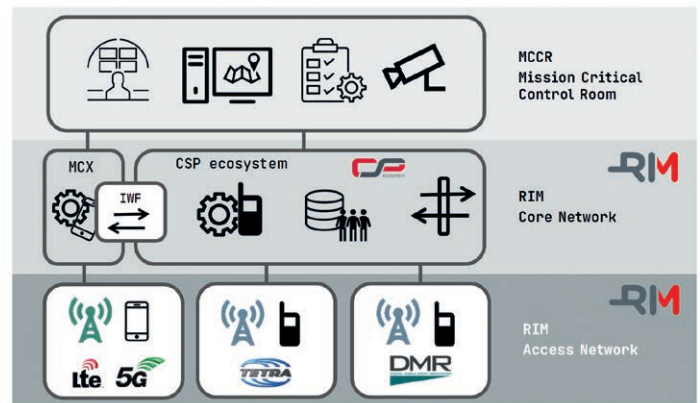 MCCR
Mission Critical
Control Room
MCX
IWF
CSP ecosystem
CSP
RIM
RIM
Core Network
lte
5G
TETRA
DMR
RIM
RIM
Access Network